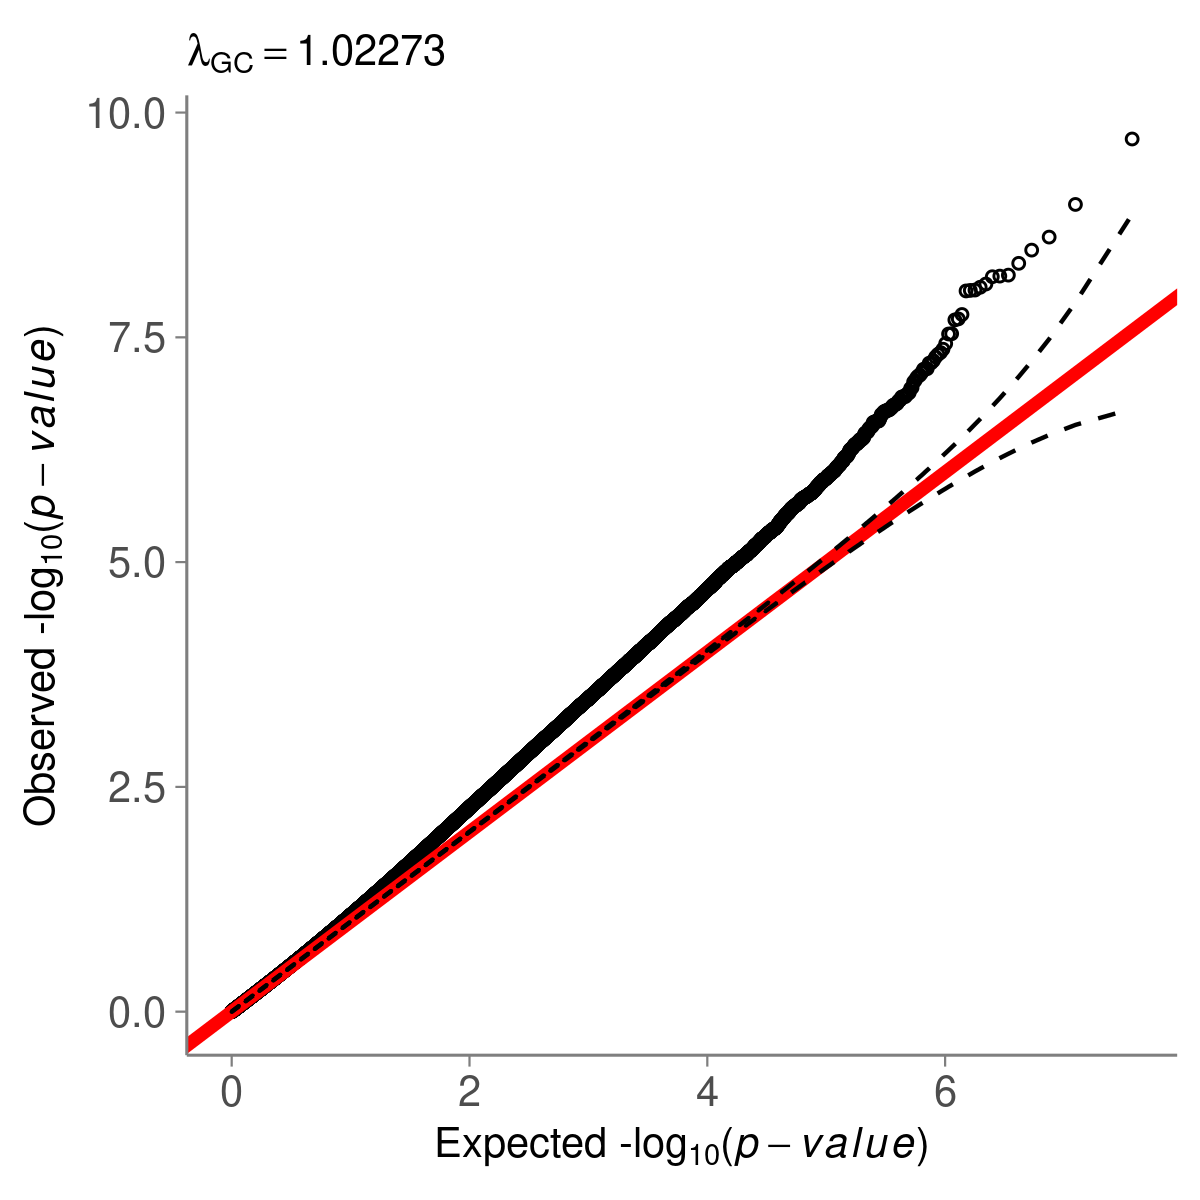 λGC = 1.02273
10.0
7.5
5.0
2.5
0.0
Observed -log10(p − value)
0 2 4 6
Expected -log10(p − value)